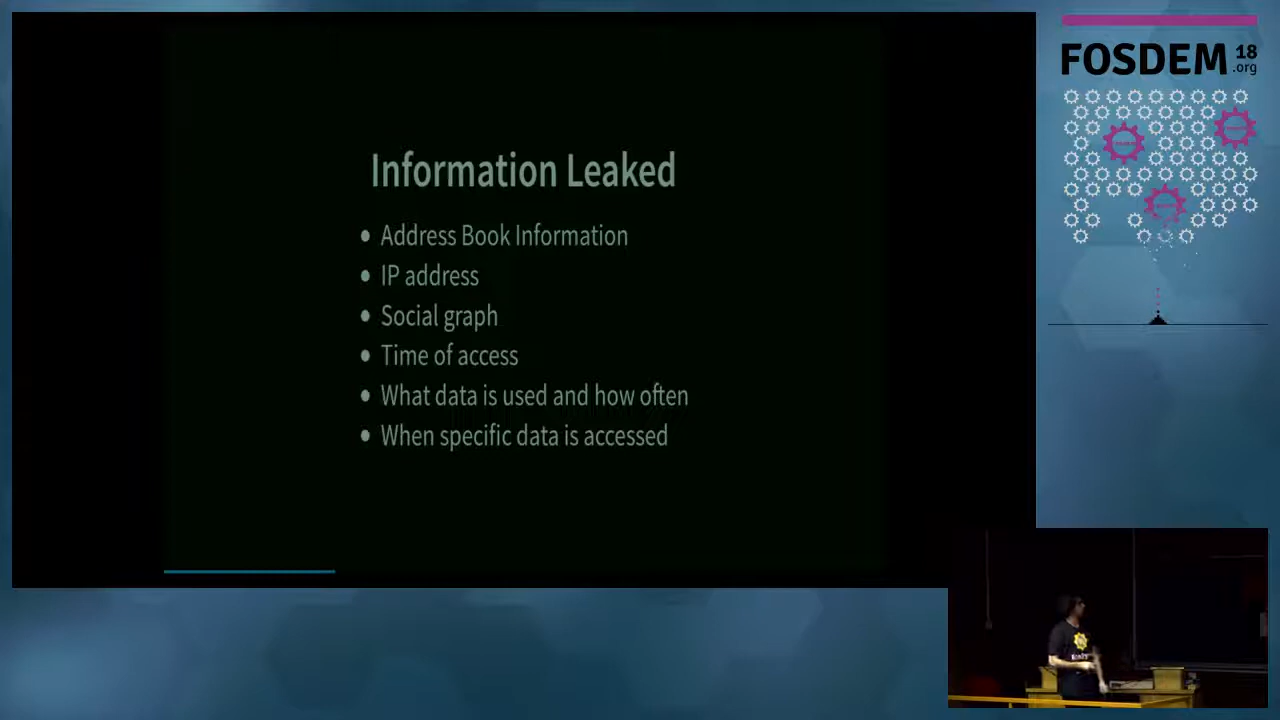 Information Leaked
• Address Book Information
• IP address
• Social graph
• Time of access
• What data is used and how often
• When specific data is accessed
FOSDEM 18
.org